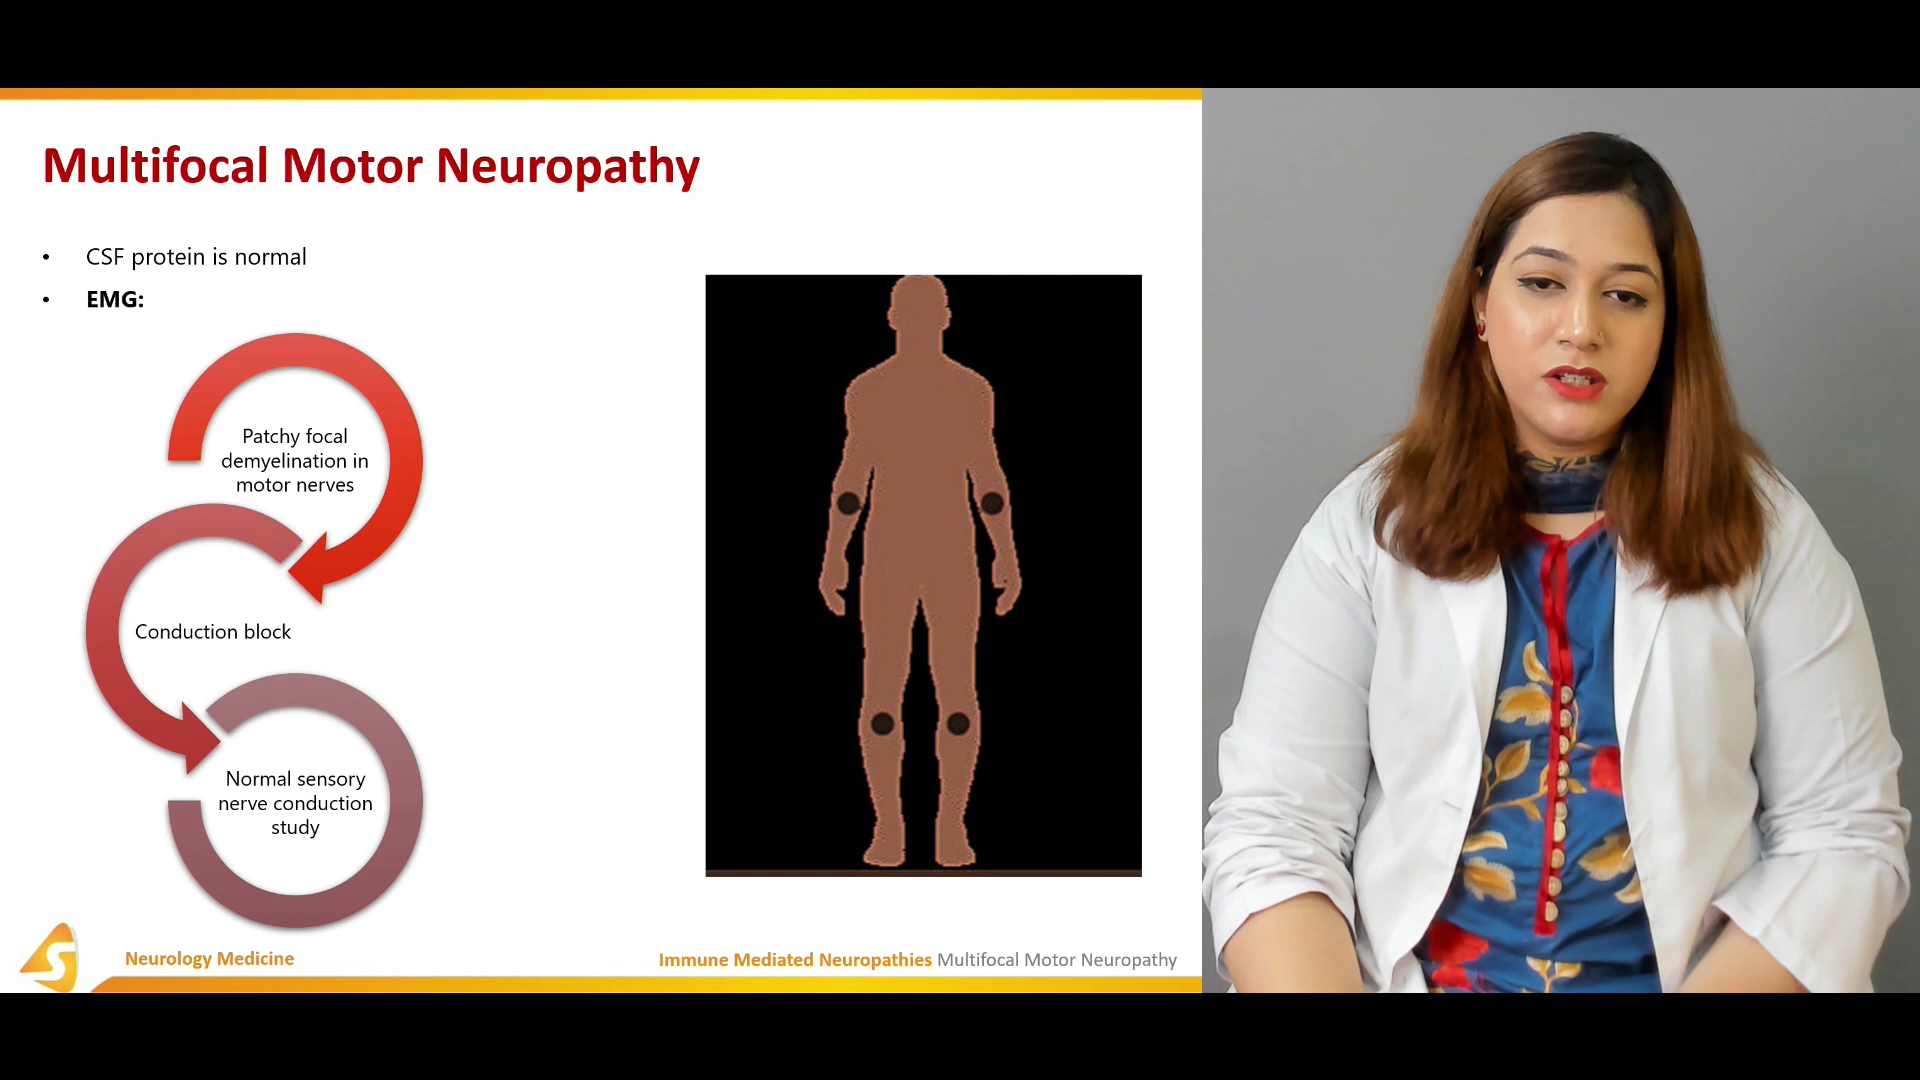 Multifocal Motor Neuropathy
• CSF protein is normal
• EMG:
Patchy focal
demyelination in
motor nerves
Conduction block
Normal sensory
nerve conduction
study
S
Neurology Medicine
Immune Mediated Neuropathies Multifocal Motor Neuropathy